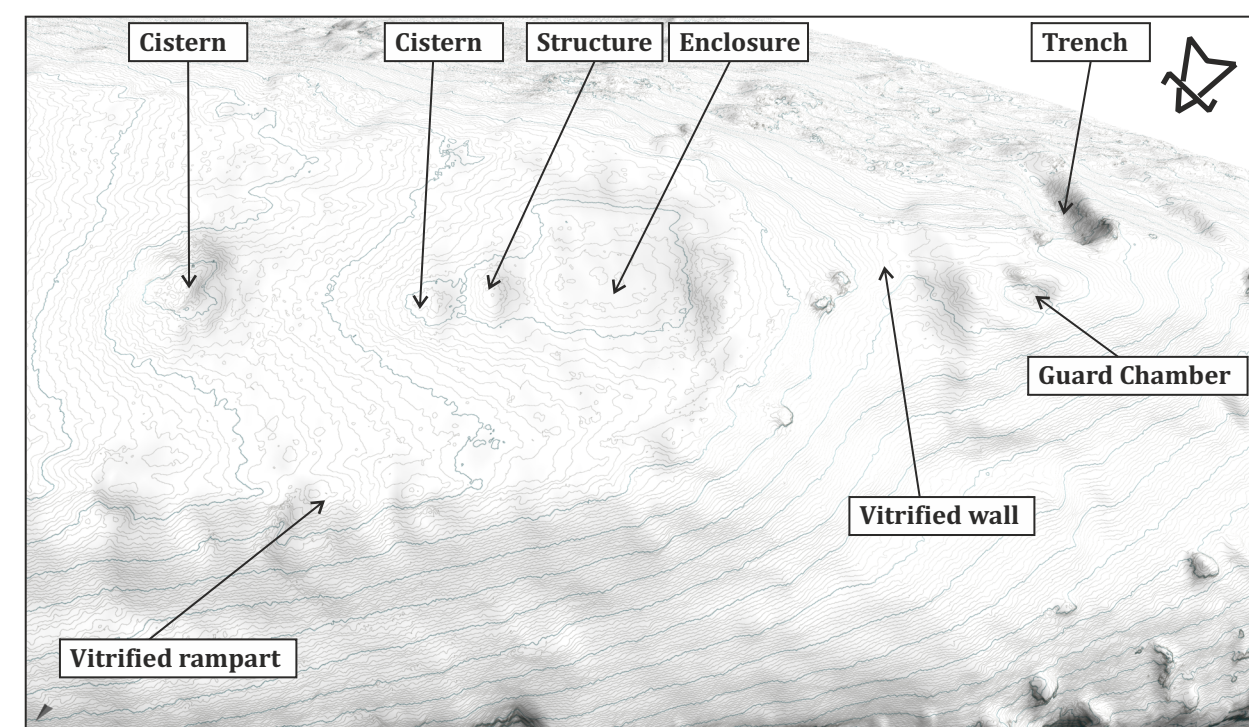 Cistern
Cistern
Structure
Enclosure
Trench
Guard Chamber
Vitrified wall
Vitrified rampart